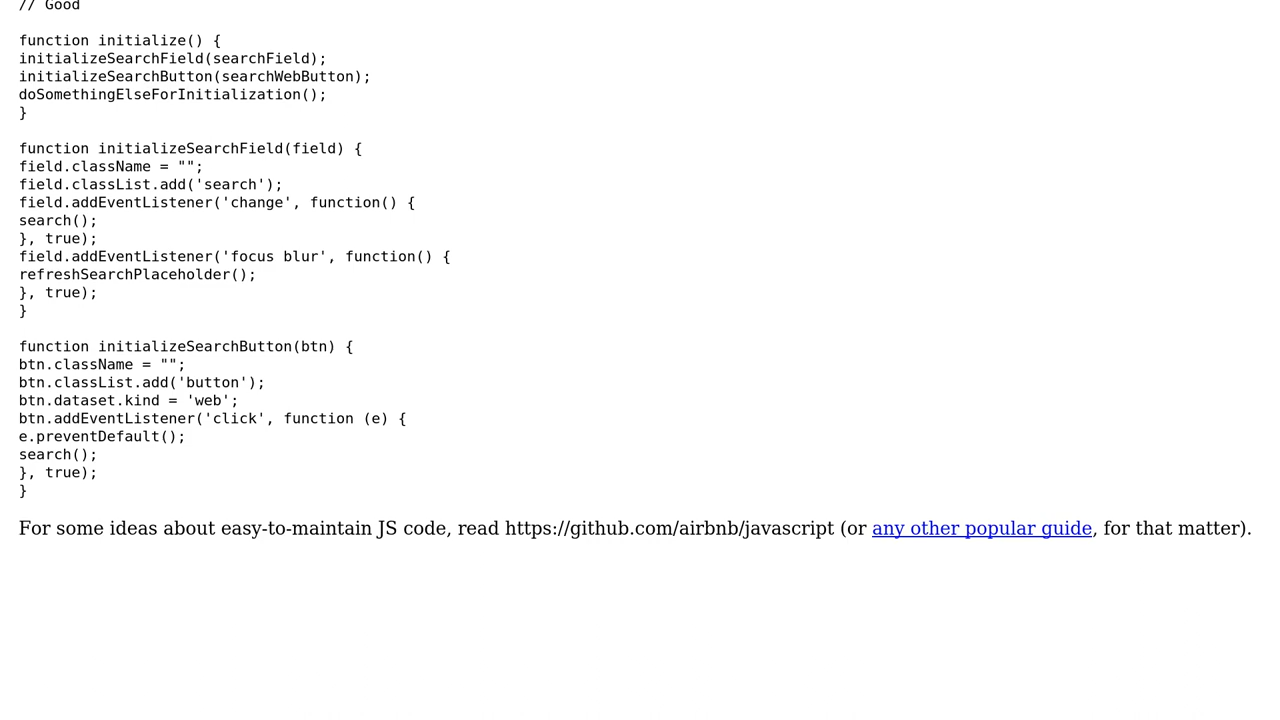 // Good
function initialize() {
initializeSearchField(searchField);
initializeSearchButton(searchWebButton);
doSomethingElseForInitialization();
}
function initializeSearchField(field) {
field.className = "";
field.classList.add('search');
field.addEventListener('change', function() {
search();
}, true);
field.addEventListener('focus blur', function() {
refreshSearchPlaceholder();
}, true);
}
function initializeSearchButton(btn) {
btn.className = "";
btn.classList.add('button');
btn.dataset.kind = 'web';
btn.addEventListener('click', function (e) {
e.preventDefault();
search();
}, true);
}
For some ideas about easy-to-maintain JS code, read https://github.com/airbnb/javascript (or any other popular guide, for that matter).